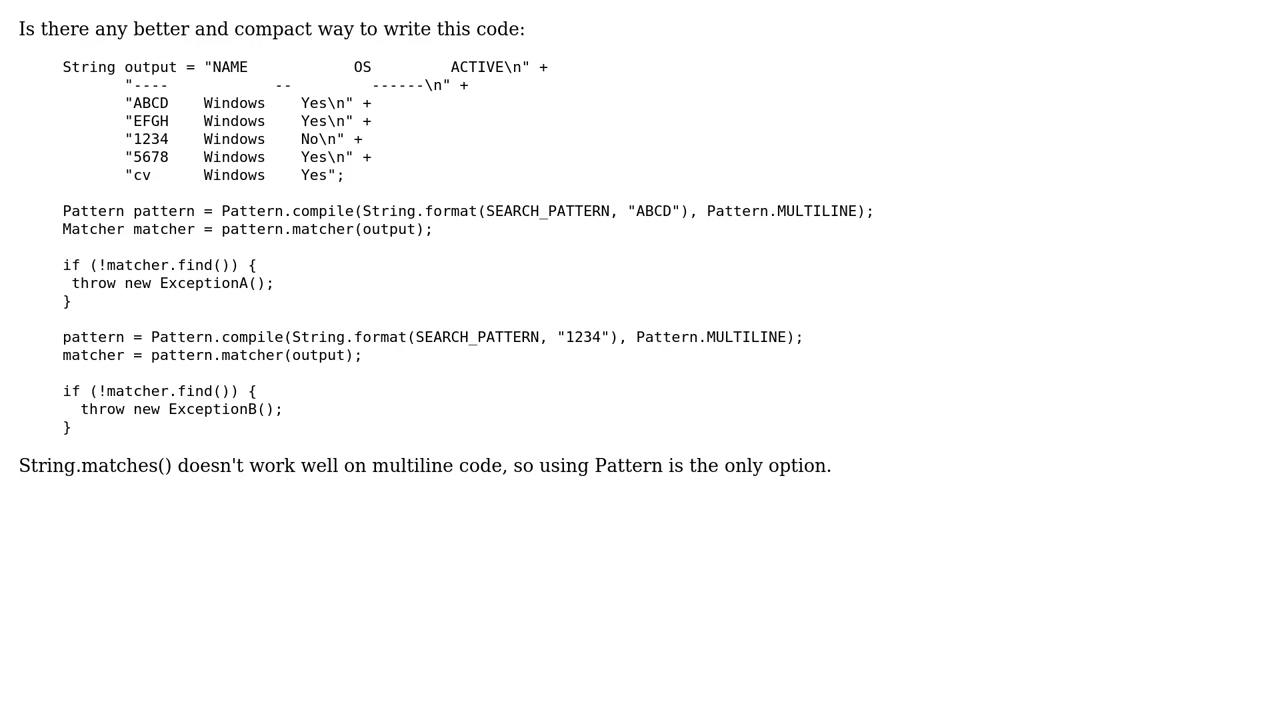 Is there any better and compact way to write this code:
String output = "NAME            OS         ACTIVE\n" +
       "----            --         ------\n" +
       "ABCD    Windows    Yes\n" +
       "EFGH    Windows    Yes\n" +
       "1234    Windows    No\n" +
       "5678    Windows    Yes\n" +
       "cv      Windows    Yes";
Pattern pattern = Pattern.compile(String.format(SEARCH_PATTERN, "ABCD"), Pattern.MULTILINE);
Matcher matcher = pattern.matcher(output);
if (!matcher.find()) {
 throw new ExceptionA();
}
pattern = Pattern.compile(String.format(SEARCH_PATTERN, "1234"), Pattern.MULTILINE);
matcher = pattern.matcher(output);
if (!matcher.find()) {
  throw new ExceptionB();
}
String.matches() doesn't work well on multiline code, so using Pattern is the only option.